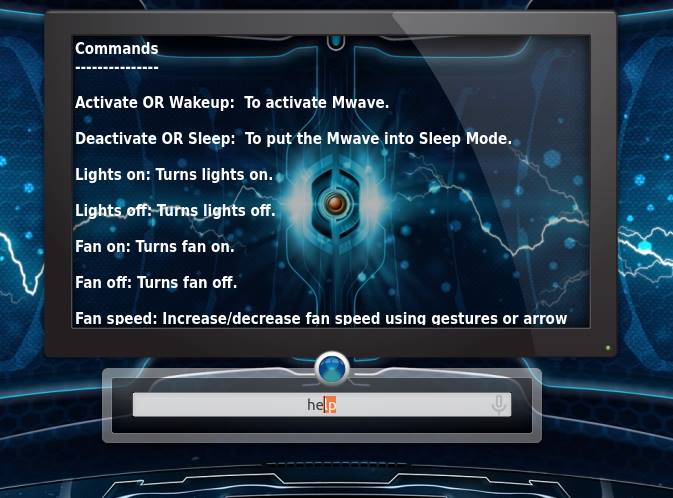 Commands
---------------
Activate OR Wakeup:  To activate Mwave.
Deactivate OR Sleep:  To put the Mwave into Sleep Mode.
Lights on: Turns lights on.
Lights off: Turns lights off.
Fan on: Turns fan on.
Fan off: Turns fan off.
Fan speed: Increase/decrease fan speed using gestures or arrow
help